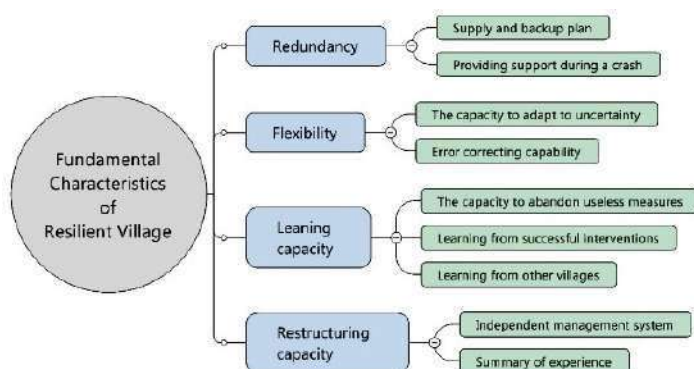 Fundamental
Characteristics
of
Resilient Village
Redundancy
Supply and backup plan
Providing support during a crash
Flexibility
The capacity to adapt to uncertainty
Error correcting capability
Leaning
capacity
The capacity to abandon useless measures
Learning from successful interventions
Learning from other villages
Restructuring
capacity
Independent management system
Summary of experience